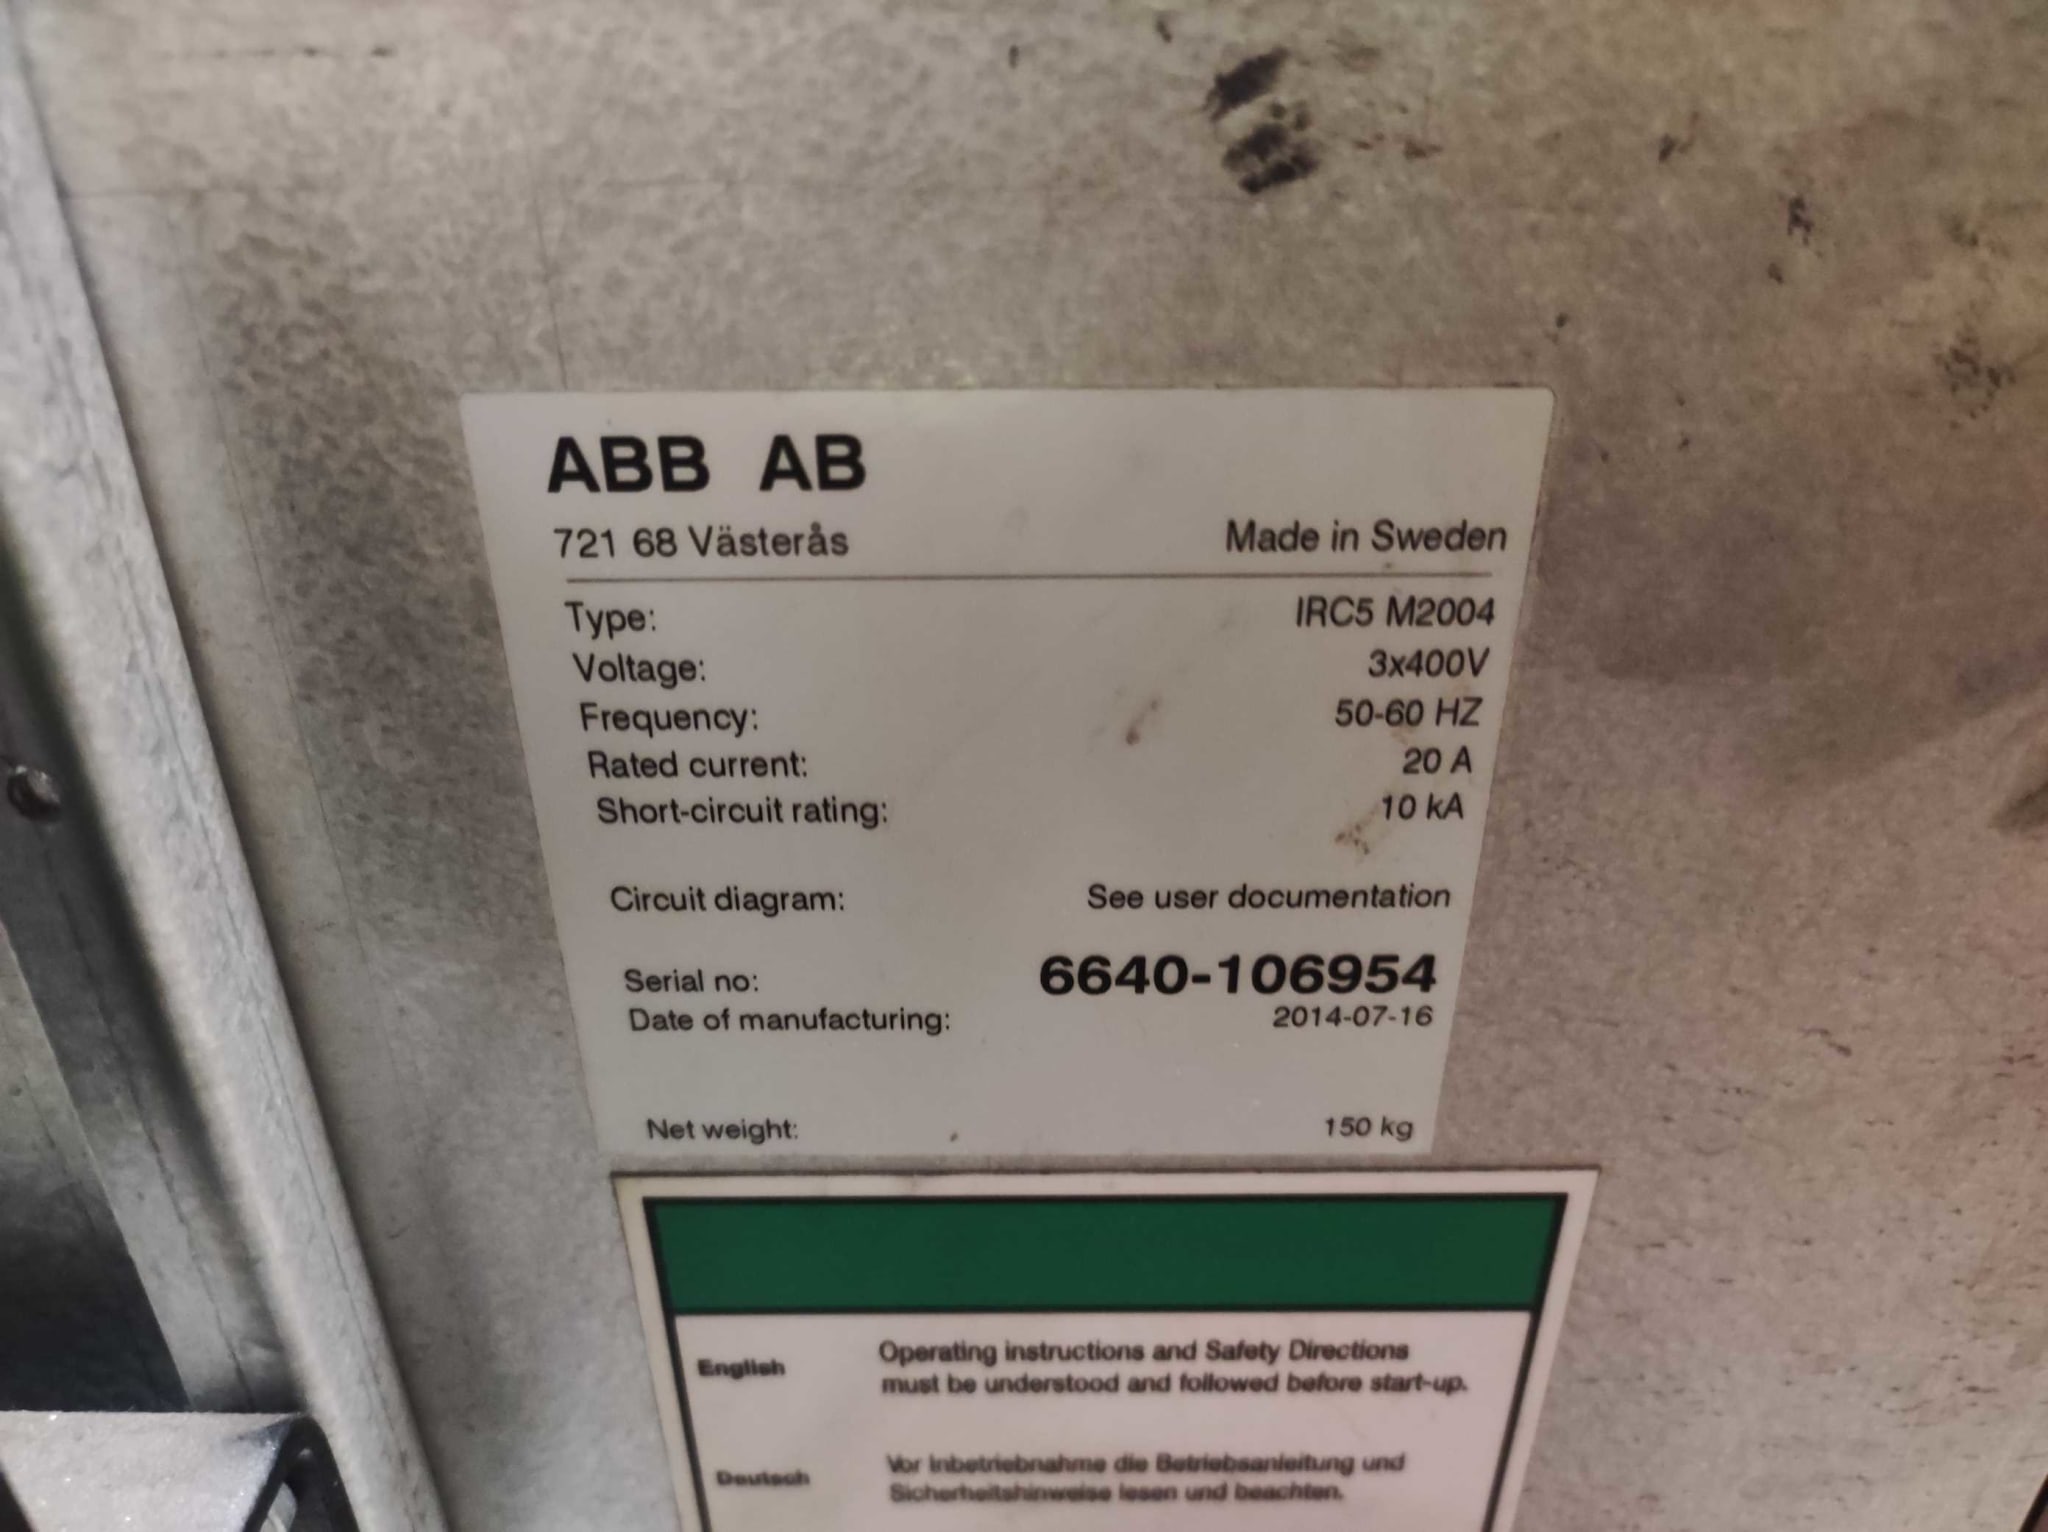 ABB AB
721 68 Västerås Made in Sweden
Type: IRC5 M2004
Voltage: 3x400V
Frequency: 50-60 HZ
Rated current: 20 A
Short-circuit rating: 10 kA
Circuit diagram: See user documentation
Serial no: 6640-106954
Date of manufacturing: 2014-07-16
Net weight: 150 kg
English Operating instructions and Safety Directions
must be understood and followed before start-up.
Deutsch Vor Inbetriebnahme die Betriebsanleitung und
Sicherheitshinweise lesen und beachten.